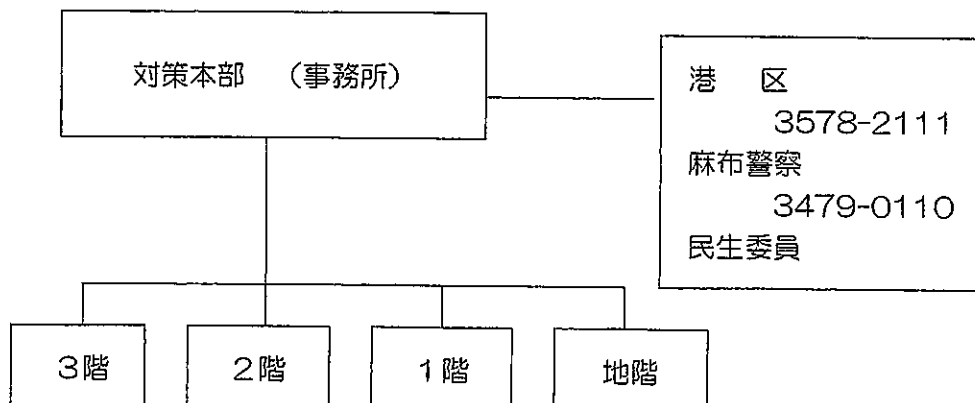 対策本部　（事務所）
港　区
3578-2111
麻布警察
3479-0110
民生委員
3階
2階
1階
地階